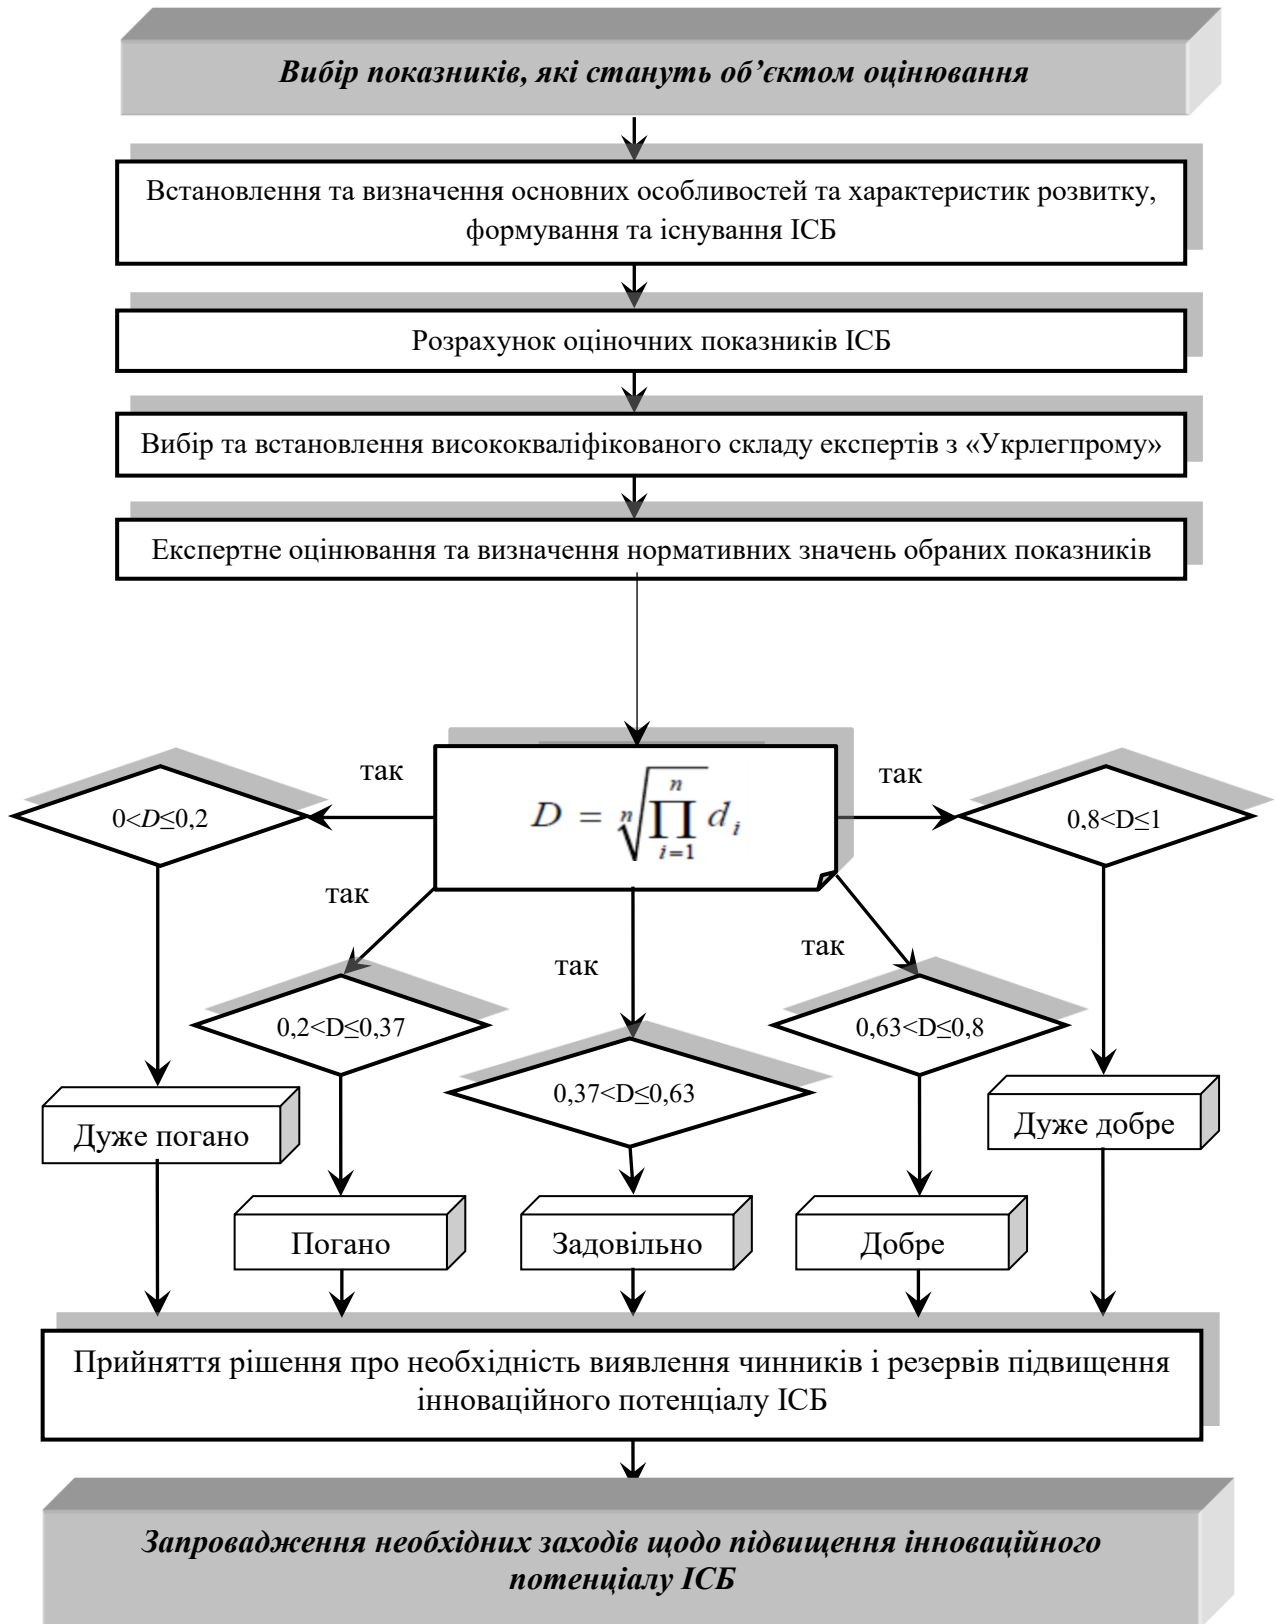 Вибір показників, які стануть об’єктом оцінювання
Встановлення та визначення основних особливостей та характеристик розвитку,
формування та існування ІСБ
Розрахунок оціночних показників ІСБ
Вибір та встановлення висококваліфікованого складу експертів з «Укрлегпрому»
Експертне оцінювання та визначення нормативних значень обраних показників
так
так
0<D≤0,2
D = ⁿ√∏ⁿᵢ₌₁ dᵢ
0,8<D≤1
так
так
так
0,2<D≤0,37
0,63<D≤0,8
0,37<D≤0,63
Дуже погано
Дуже добре
Погано
Задовільно
Добре
Прийняття рішення про необхідність виявлення чинників і резервів підвищення
інноваційного потенціалу ІСБ
Запровадження необхідних заходів щодо підвищення інноваційного
потенціалу ІСБ